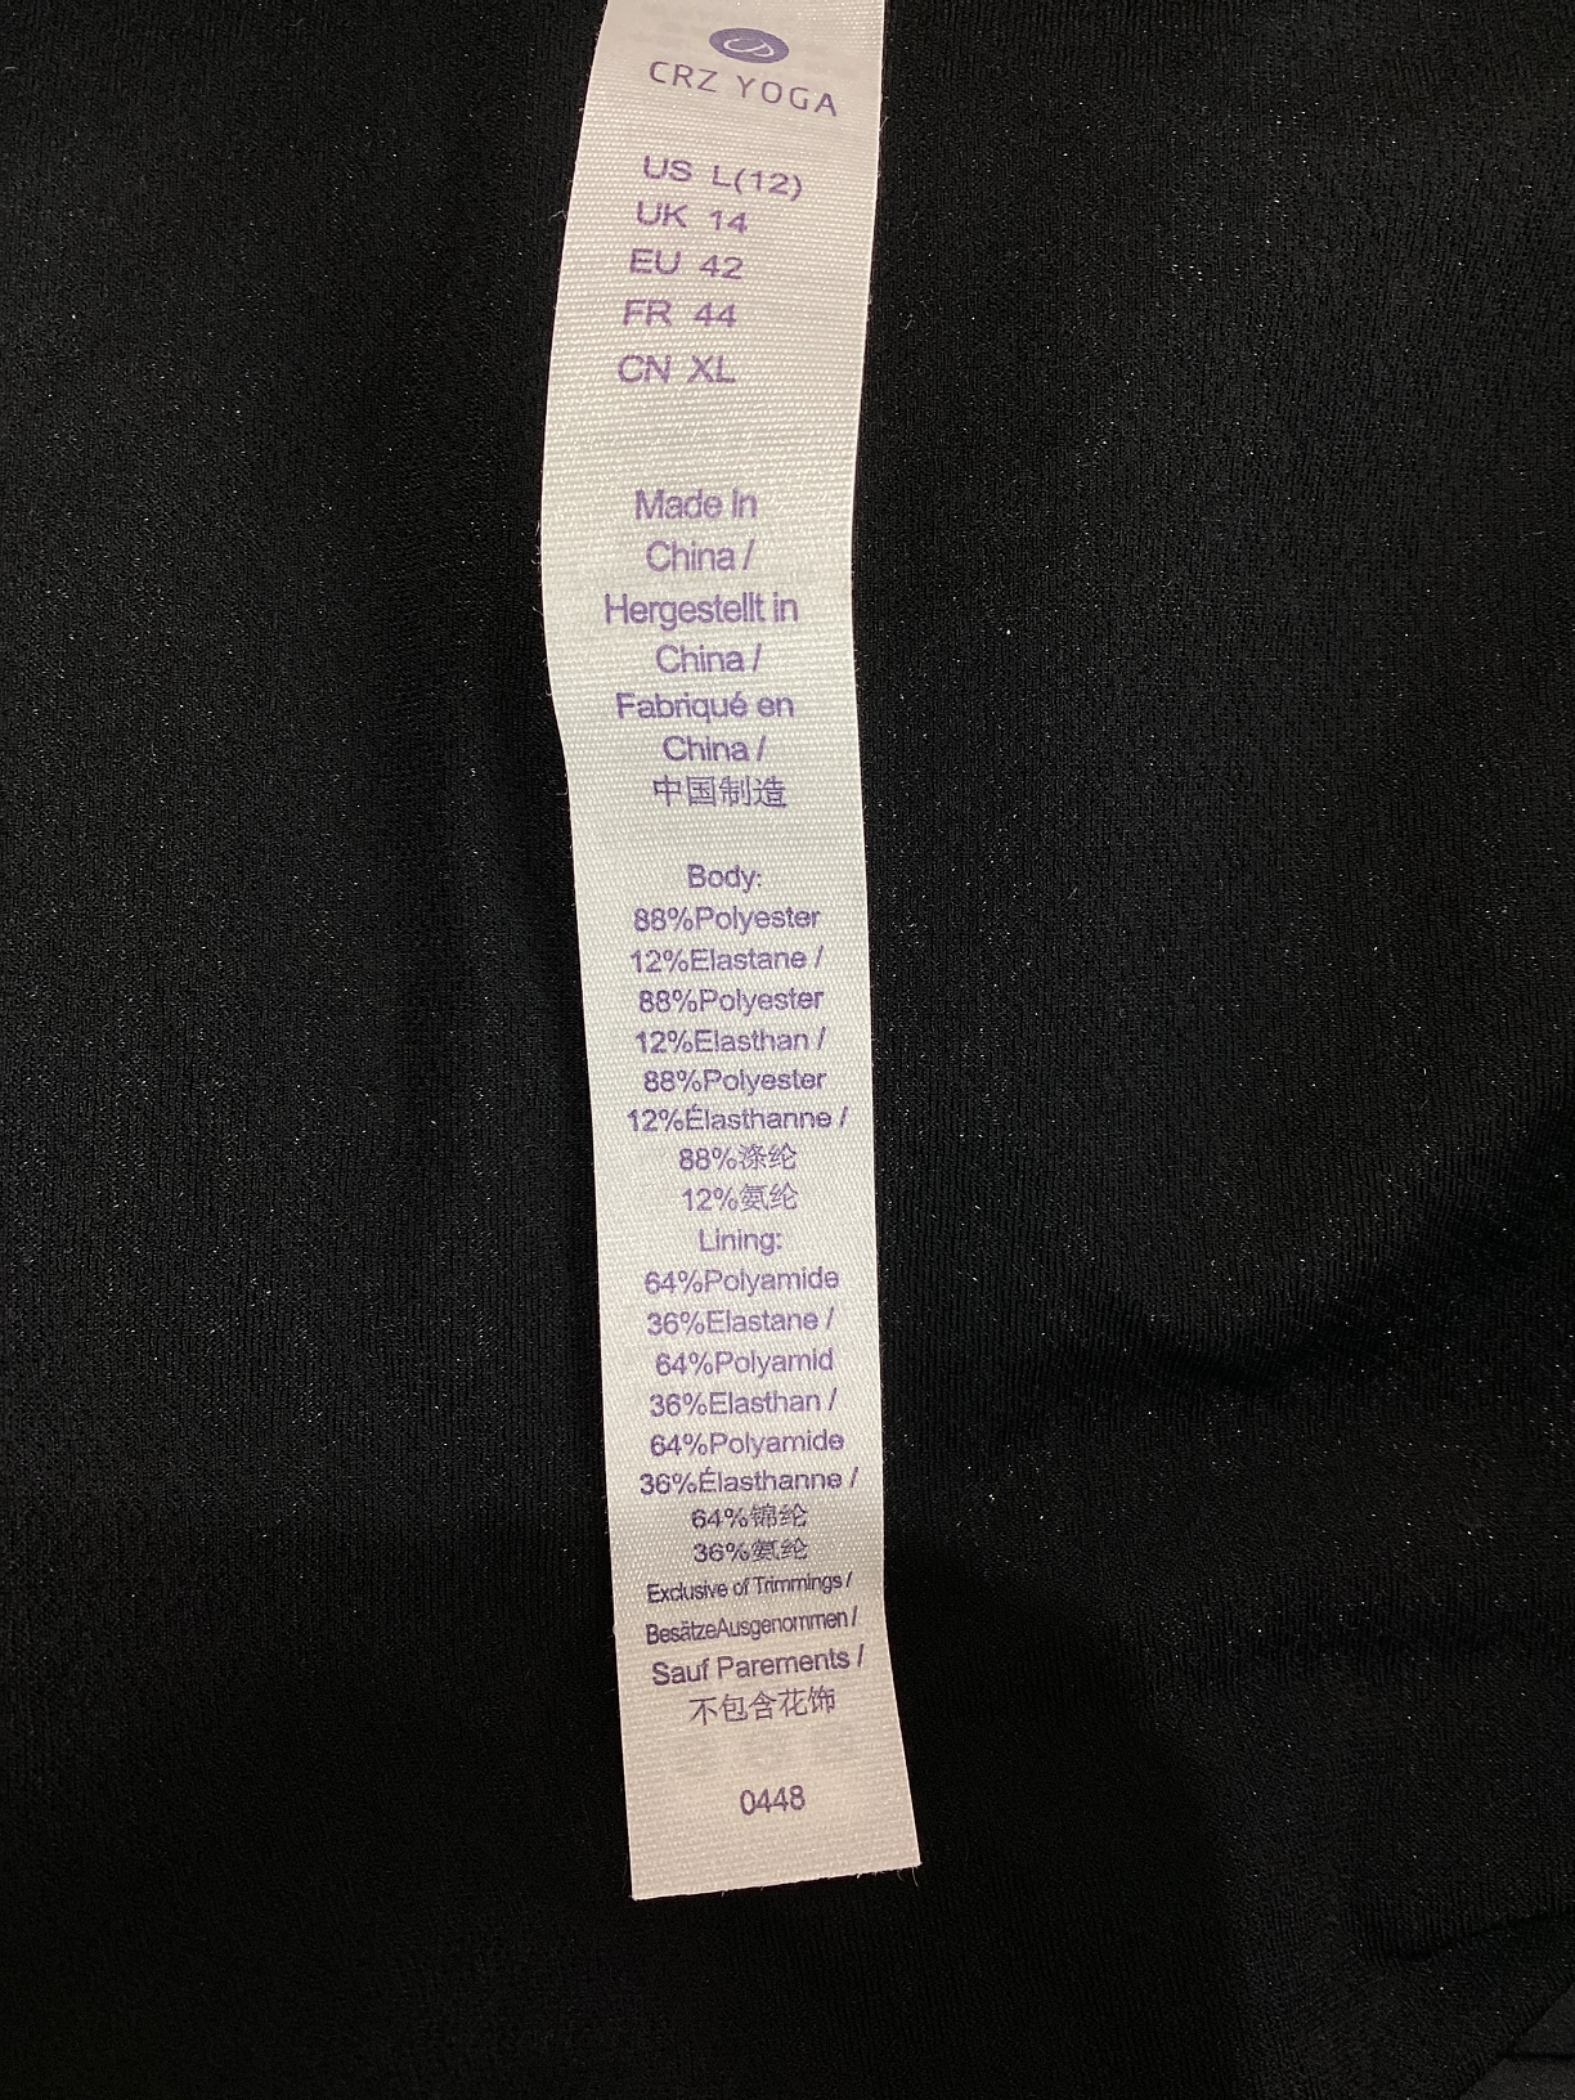 CRZ YOGA
US L(12)
UK 14
EU 42
FR 44
CN XL
Made in
China /
Hergestellt in
China /
Fabriqué en
China /
中国制造
Body:
88%Polyester
12%Elastane /
88%Polyester
12%Elasthan /
88%Polyester
12%Élasthanne /
88%涤纶
12%氨纶
Lining:
64%Polyamide
36%Elastane /
64%Polyamid
36%Elasthan /
64%Polyamide
36%Élasthanne /
64%锦纶
36%氨纶
Exclusive of Trimmings /
BesätzeAusgenommen /
Sauf Parements /
不包含花饰
0448